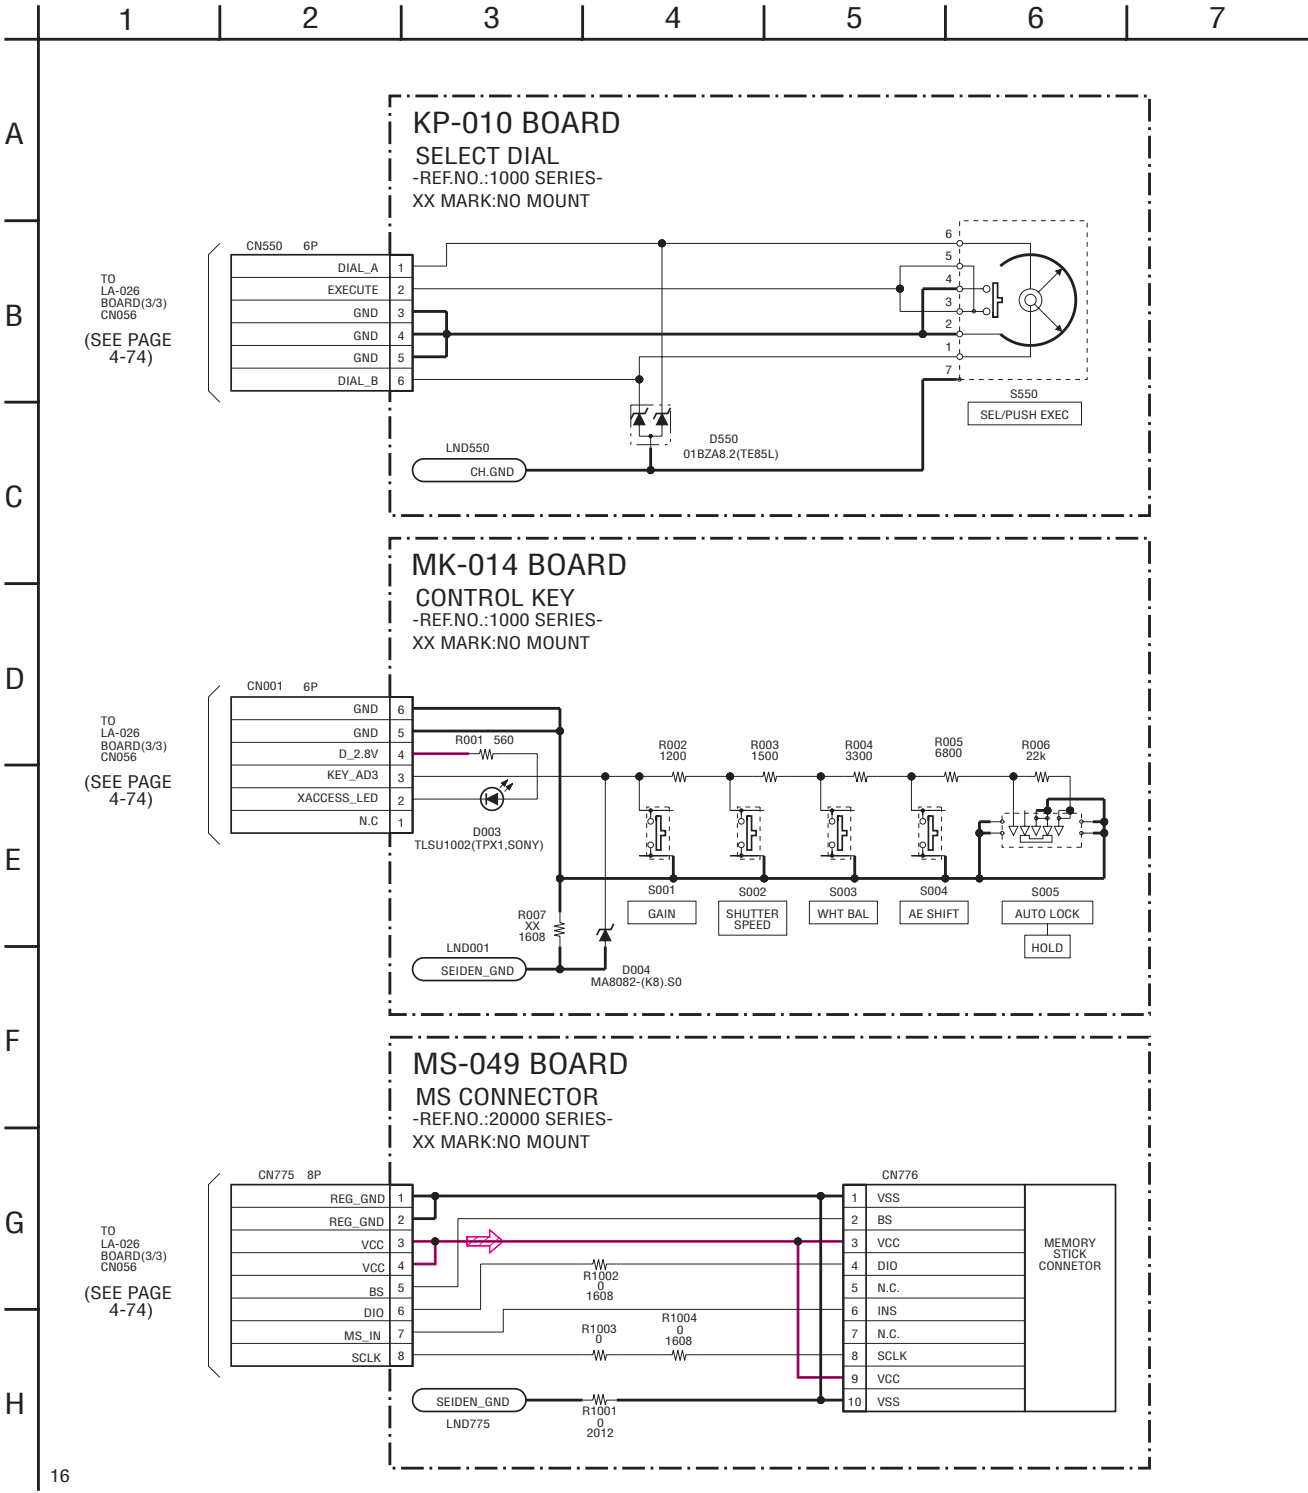 1 2 3 4 5 6 7
A
B
C
D
E
F
G
H
KP-010 BOARD
SELECT DIAL
-REF.NO.:1000 SERIES-
XX MARK:NO MOUNT
TO
LA-026
BOARD(3/3)
CN056
(SEE PAGE
4-74)
CN550 6P
DIAL_A 1
EXECUTE 2
GND 3
GND 4
GND 5
DIAL_B 6
6
5
4
3
2
1
7
S550
SEL/PUSH EXEC
D550
01BZA8.2(TE85L)
LND550
CH.GND
MK-014 BOARD
CONTROL KEY
-REF.NO.:1000 SERIES-
XX MARK:NO MOUNT
TO
LA-026
BOARD(3/3)
CN056
(SEE PAGE
4-74)
CN001 6P
GND 6
GND 5
D_2.8V 4
KEY_AD3 3
XACCESS_LED 2
N.C 1
R001 560
D003
TLSU1002(TPX1,SONY)
R002
1200
R003
1500
R004
3300
R005
6800
R006
22k
S001
GAIN
S002
SHUTTER
SPEED
S003
WHT BAL
S004
AE SHIFT
S005
AUTO LOCK
HOLD
R007
XX
1608
LND001
SEIDEN_GND
D004
MA8082-(K8).S0
MS-049 BOARD
MS CONNECTOR
-REF.NO.:20000 SERIES-
XX MARK:NO MOUNT
TO
LA-026
BOARD(3/3)
CN056
(SEE PAGE
4-74)
CN775 8P
REG_GND 1
REG_GND 2
VCC 3
VCC 4
BS 5
DIO 6
MS_IN 7
SCLK 8
R1002
0
1608
R1003
0
R1004
0
1608
SEIDEN_GND
LND775
R1001
0
2012
CN776
1 VSS
2 BS
3 VCC
4 DIO
5 N.C.
6 INS
7 N.C.
8 SCLK
9 VCC
10 VSS
MEMORY
STICK
CONNETOR
16